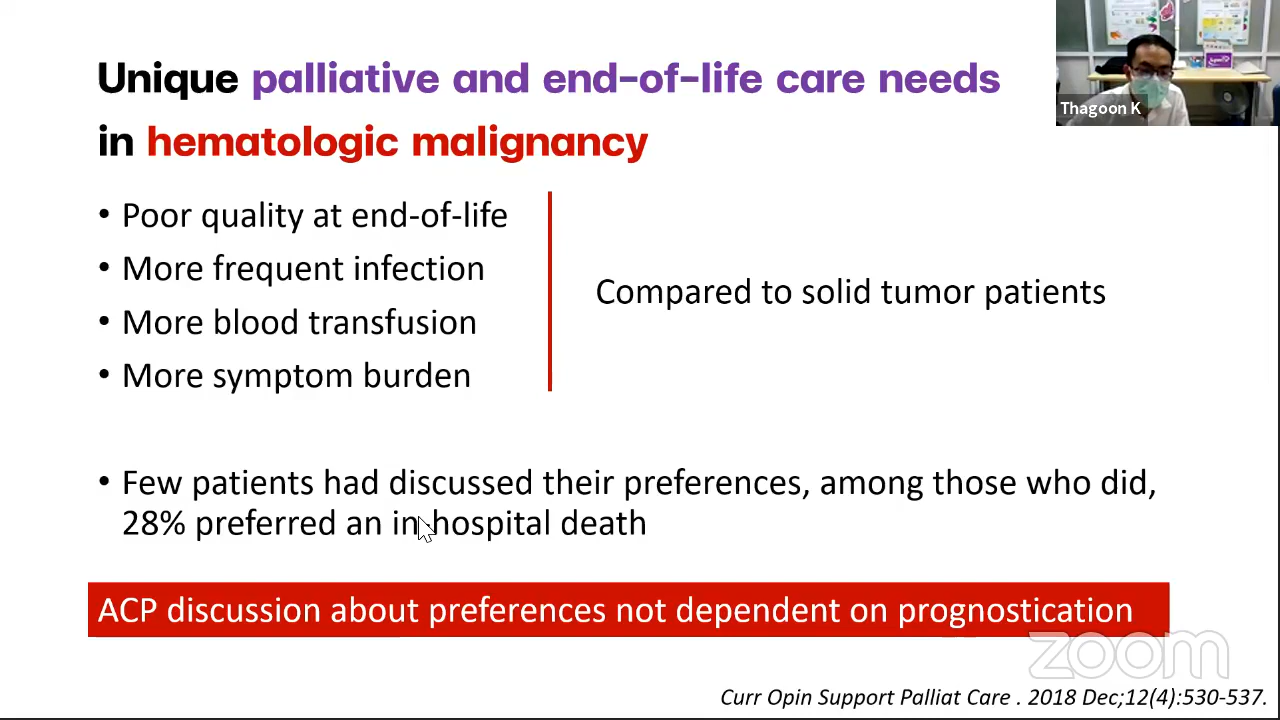 Unique palliative and end-of-life care needs
in hematologic malignancy
Thagoon K
• Poor quality at end-of-life
• More frequent infection
• More blood transfusion
• More symptom burden
Compared to solid tumor patients
• Few patients had discussed their preferences, among those who did,
28% preferred an in-hospital death
ACP discussion about preferences not dependent on prognostication
zoom
Curr Opin Support Palliat Care . 2018 Dec;12(4):530-537.